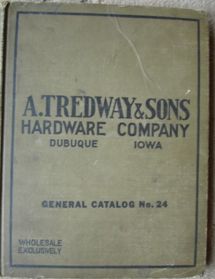 A. TREDWAY & SONS
HARDWARE COMPANY
DUBUQUE IOWA
GENERAL CATALOG No. 24
WHOLESALE
EXCLUSIVELY